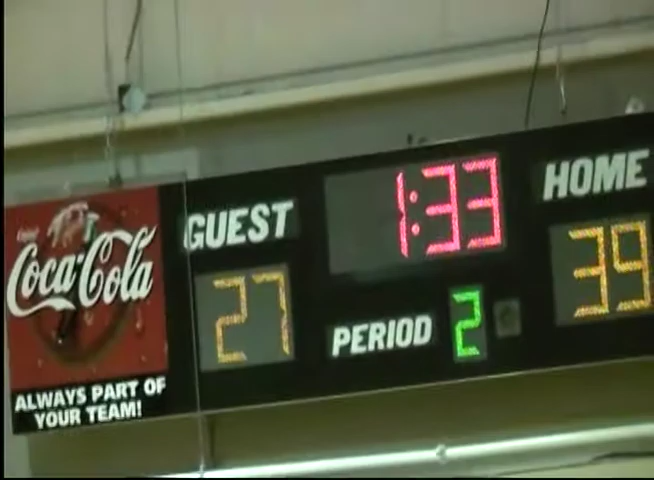 GUEST
1:33
HOME
Coca-Cola
27
39
PERIOD 2
ALWAYS PART OF
YOUR TEAM!